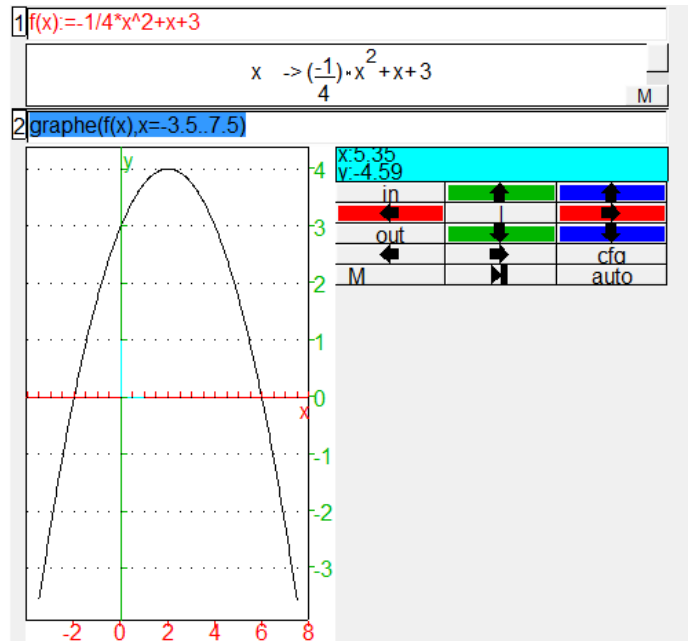 1 f(x):=-1/4*x^2+x+3
x -> (-1/4)*x^2+x+3
M
2 graphe(f(x),x=-3.5..7.5)
x:5.35
y:-4.59
in
out
cfg
M auto
y
4
3
2
1
0
x
-1
-2
-3
-2 0 2 4 6 8